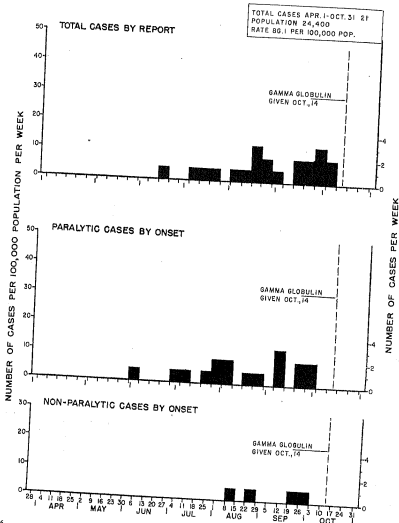 TOTAL CASES APR. 1-OCT. 31 21
POPULATION 24,400
RATE 86.1 PER 100,000 POP.
TOTAL CASES BY REPORT
50
40
30
20
10
0
GAMMA GLOBULIN
GIVEN OCT., 14
4
2
0
PARALYTIC CASES BY ONSET
50
40
30
20
10
0
GAMMA GLOBULIN
GIVEN OCT., 14
4
2
0
NON-PARALYTIC CASES BY ONSET
30
20
10
0
GAMMA GLOBULIN
GIVEN OCT., 14
4
2
0
NUMBER OF CASES PER 100,000 POPULATION PER WEEK
NUMBER OF CASES PER WEEK
28 4 11 18 25 2 9 16 23 30 6 13 20 27 4 11 18 25 1 8 15 22 29 5 12 19 26 3 10 17 24 31
APR MAY JUN JUL AUG SEP OCT